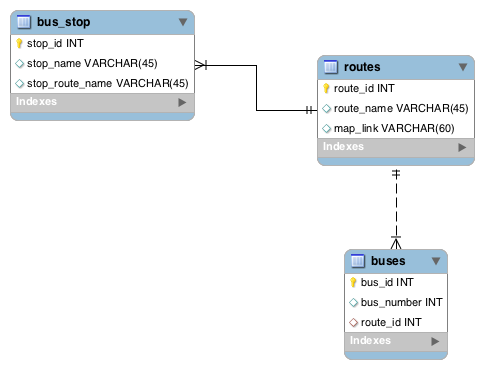 bus_stop
stop_id INT
stop_name VARCHAR(45)
stop_route_name VARCHAR(45)
Indexes
routes
route_id INT
route_name VARCHAR(45)
map_link VARCHAR(60)
Indexes
buses
bus_id INT
bus_number INT
route_id INT
Indexes